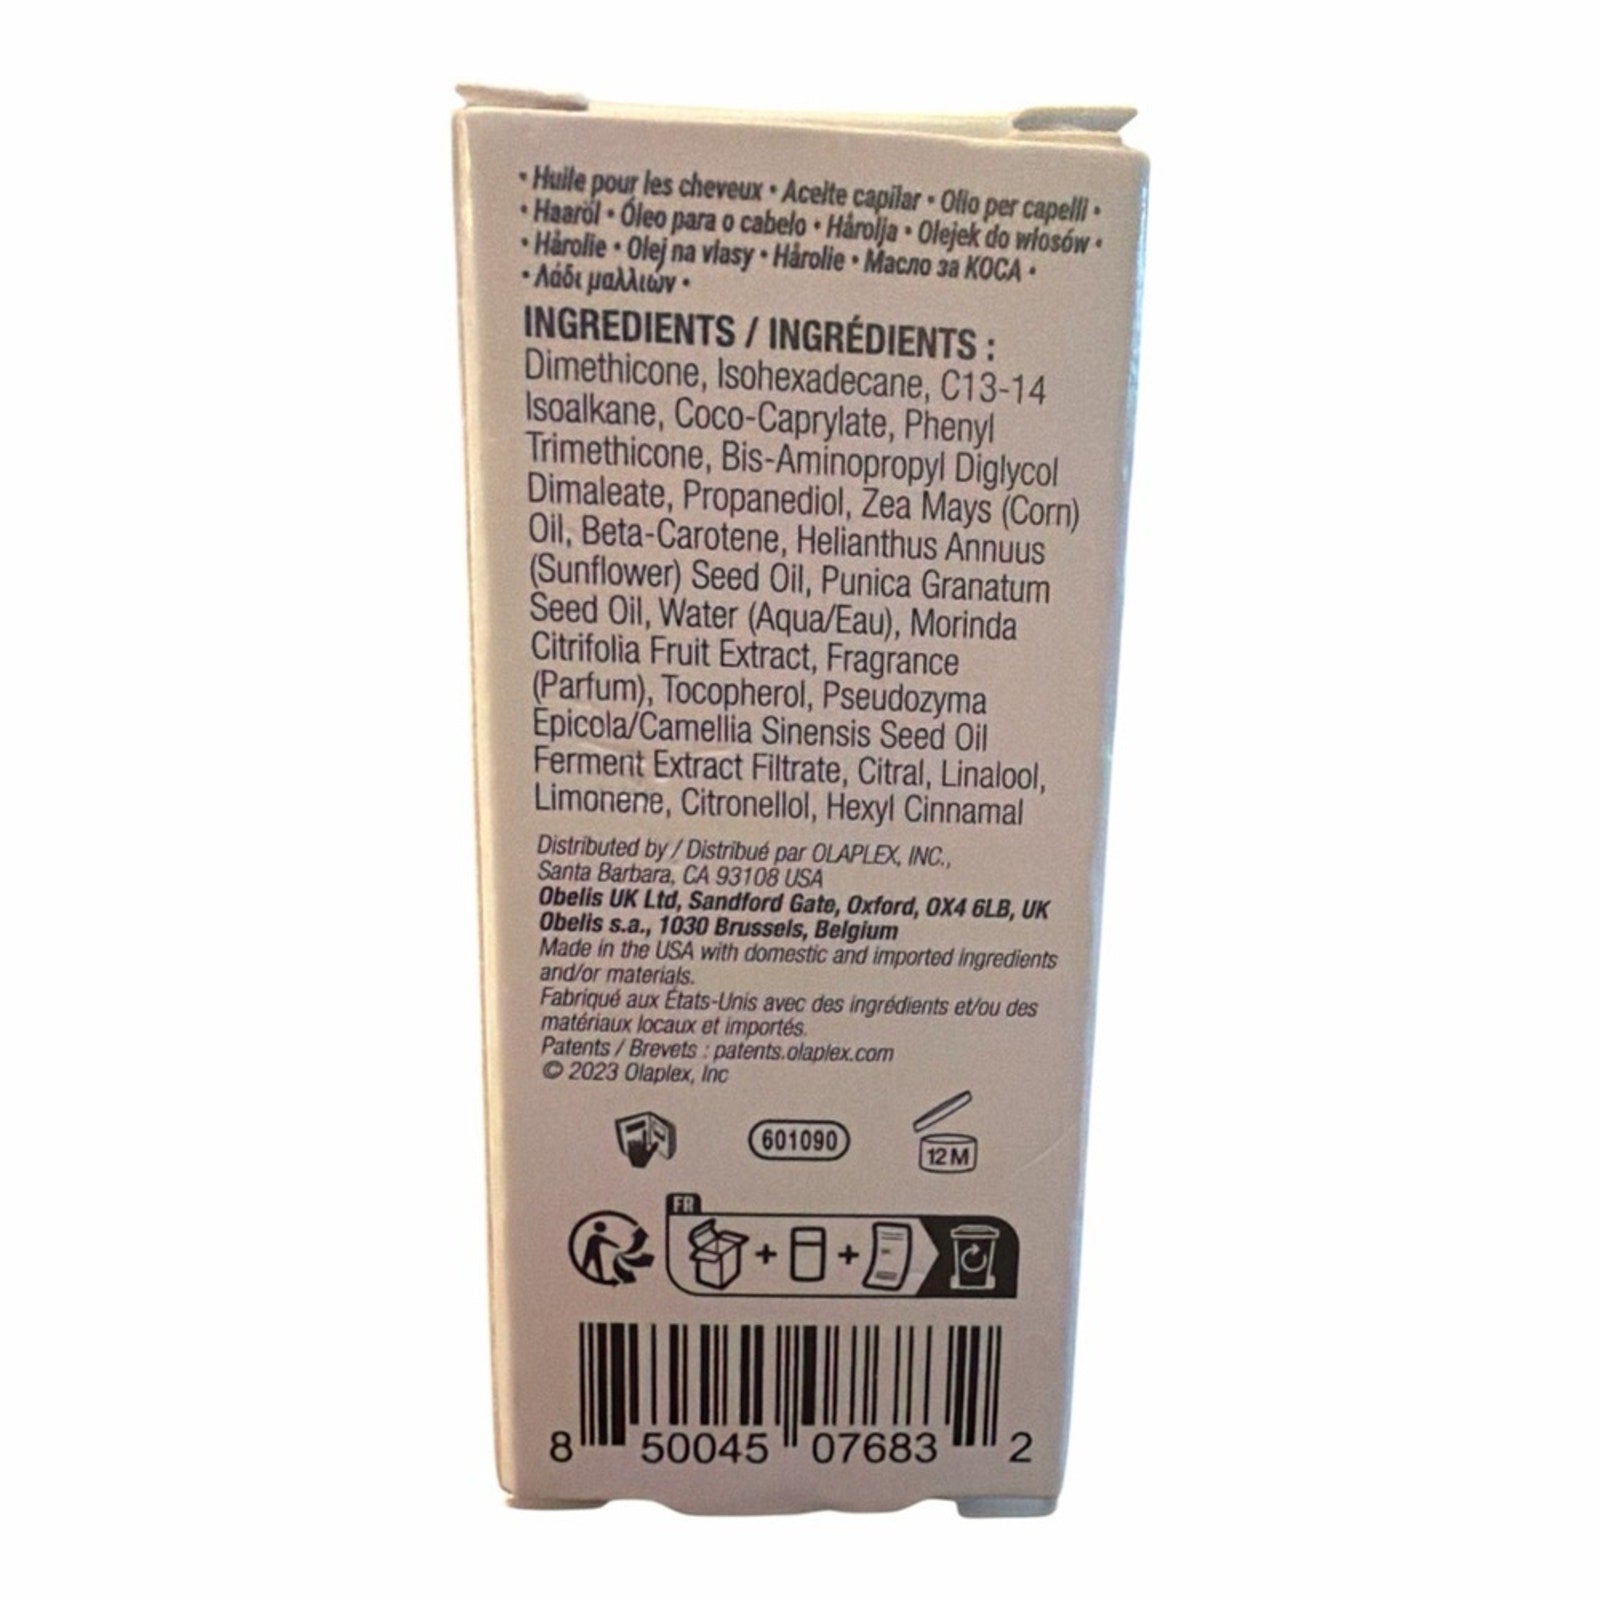 • Huile pour les cheveux • Aceite capilar • Olio per capelli •
• Haaröl • Óleo para o cabelo • Hårolja • Olejek do włosów •
• Hårolie • Olej na vlasy • Hårolie • Масло за КОСА •
• Λάδι μαλλιών •
INGREDIENTS / INGRÉDIENTS :
Dimethicone, Isohexadecane, C13-14
Isoalkane, Coco-Caprylate, Phenyl
Trimethicone, Bis-Aminopropyl Diglycol
Dimaleate, Propanediol, Zea Mays (Corn)
Oil, Beta-Carotene, Helianthus Annuus
(Sunflower) Seed Oil, Punica Granatum
Seed Oil, Water (Aqua/Eau), Morinda
Citrifolia Fruit Extract, Fragrance
(Parfum), Tocopherol, Pseudozyma
Epicola/Camellia Sinensis Seed Oil
Ferment Extract Filtrate, Citral, Linalool,
Limonene, Citronellol, Hexyl Cinnamal
Distributed by / Distribué par OLAPLEX, INC.,
Santa Barbara, CA 93108 USA
Obelis UK Ltd, Sandford Gate, Oxford, OX4 6LB, UK
Obelis s.a., 1030 Brussels, Belgium
Made in the USA with domestic and imported ingredients
and/or materials.
Fabriqué aux États-Unis avec des ingrédients et/ou des
matériaux locaux et importés.
Patents / Brevets : patents.olaplex.com
© 2023 Olaplex, Inc
601090
12 M
FR
8 50045 07683 2